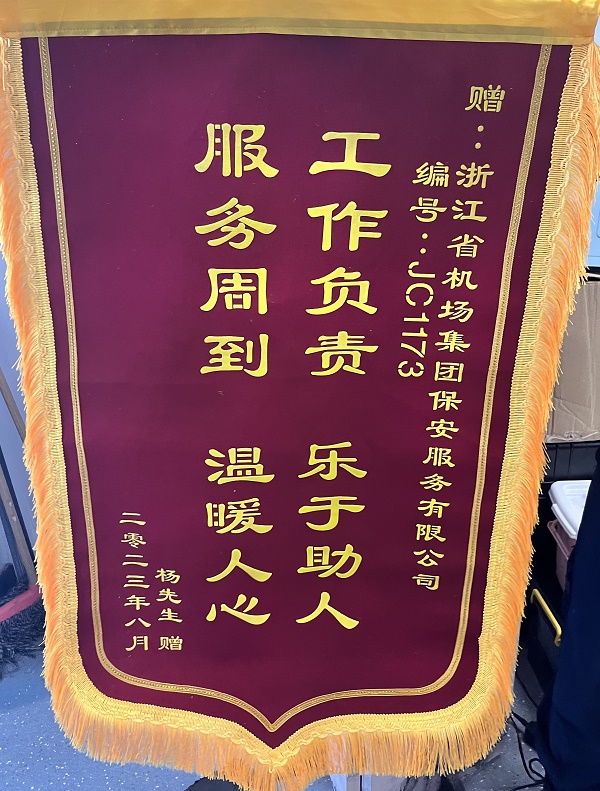 赠：浙江省机场集团保安服务有限公司
编号：JC1173
工作负责 乐于助人
服务周到 温暖人心
杨先生 赠
二零二三年八月